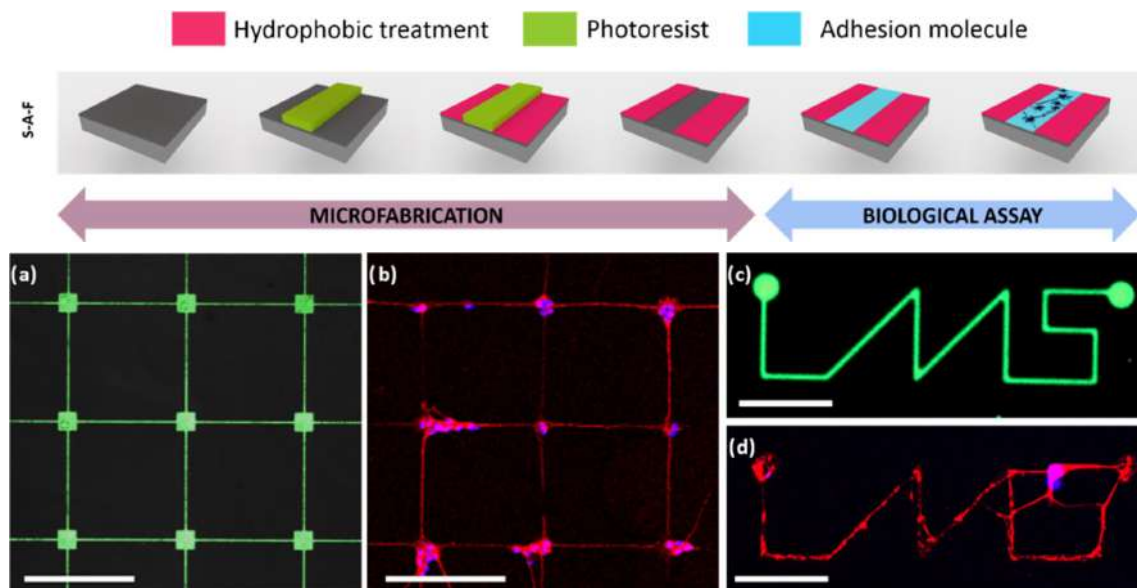 Hydrophobic treatment
Photoresist
Adhesion molecule
S-A-F
MICROFABRICATION
BIOLOGICAL ASSAY
(a)
(b)
(c)
(d)